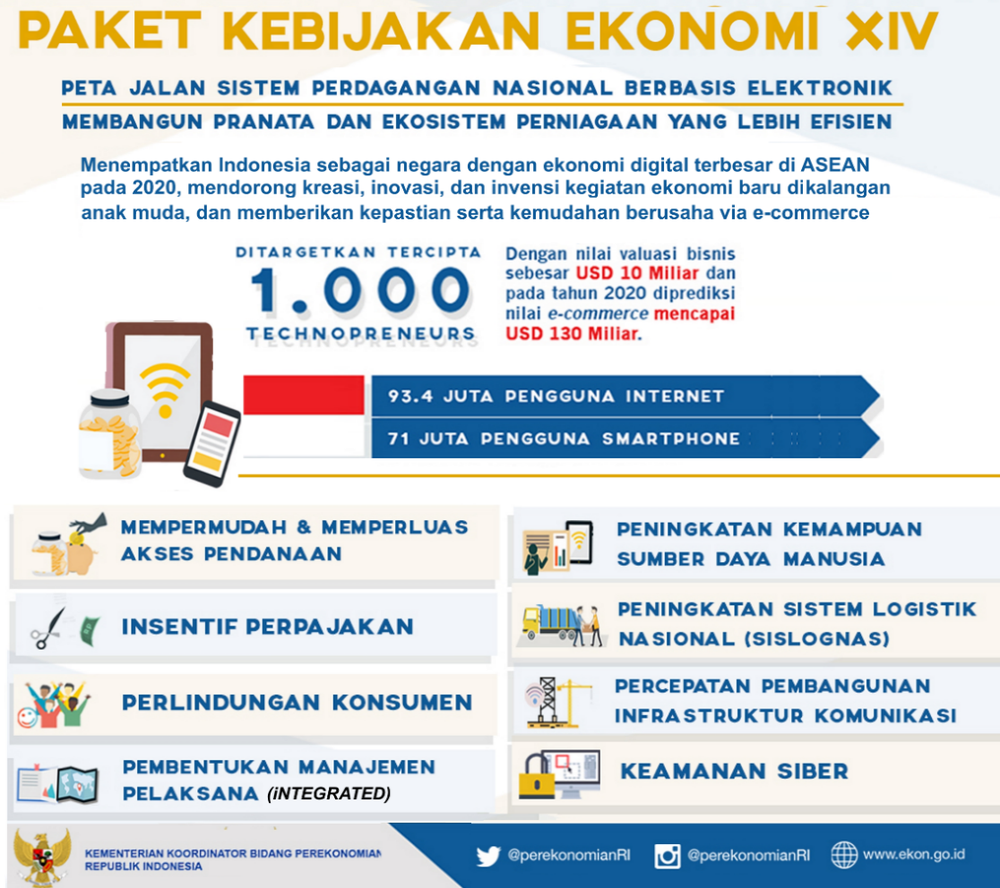 PAKET KEBIJAKAN EKONOMI XIV
PETA JALAN SISTEM PERDAGANGAN NASIONAL BERBASIS ELEKTRONIK
MEMBANGUN PRANATA DAN EKOSISTEM PERNIAGAAN YANG LEBIH EFISIEN
Menempatkan Indonesia sebagai negara dengan ekonomi digital terbesar di ASEAN
pada 2020, mendorong kreasi, inovasi, dan invensi kegiatan ekonomi baru dikalangan
anak muda, dan memberikan kepastian serta kemudahan berusaha via e-commerce
DITARGETKAN TERCIPTA
1.000
TECHNOPRENEURS
Dengan nilai valuasi bisnis
sebesar USD 10 Miliar dan
pada tahun 2020 diprediksi
nilai e-commerce mencapai
USD 130 Miliar.
93.4 JUTA PENGGUNA INTERNET
71 JUTA PENGGUNA SMARTPHONE
MEMPERMUDAH & MEMPERLUAS
AKSES PENDANAAN
INSENTIF PERPAJAKAN
PERLINDUNGAN KONSUMEN
PEMBENTUKAN MANAJEMEN
PELAKSANA (iNTEGRATED)
PENINGKATAN KEMAMPUAN
SUMBER DAYA MANUSIA
PENINGKATAN SISTEM LOGISTIK
NASIONAL (SISLOGNAS)
PERCEPATAN PEMBANGUNAN
INFRASTRUKTUR KOMUNIKASI
KEAMANAN SIBER
KEMENTERIAN KOORDINATOR BIDANG PEREKONOMIAN
REPUBLIK INDONESIA
@perekonomianRI
@perekonomianRI
www.ekon.go.id